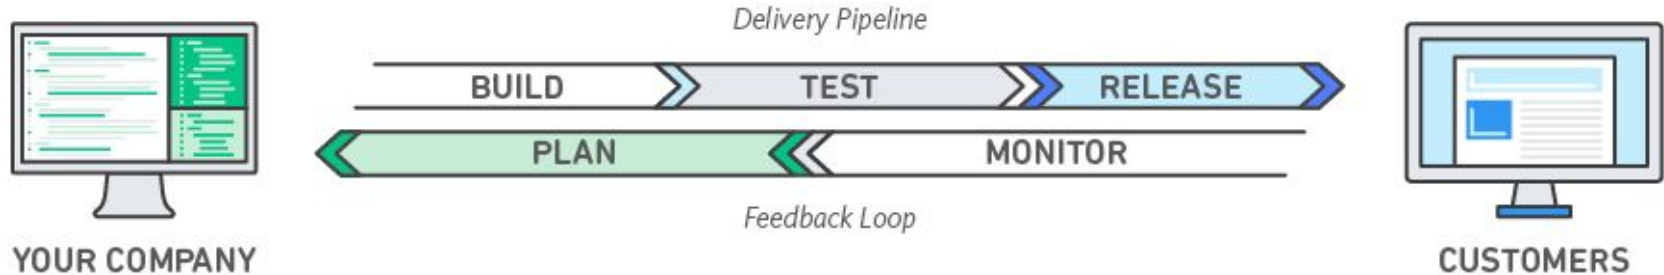 Delivery Pipeline
BUILD TEST RELEASE
PLAN MONITOR
Feedback Loop
YOUR COMPANY
CUSTOMERS